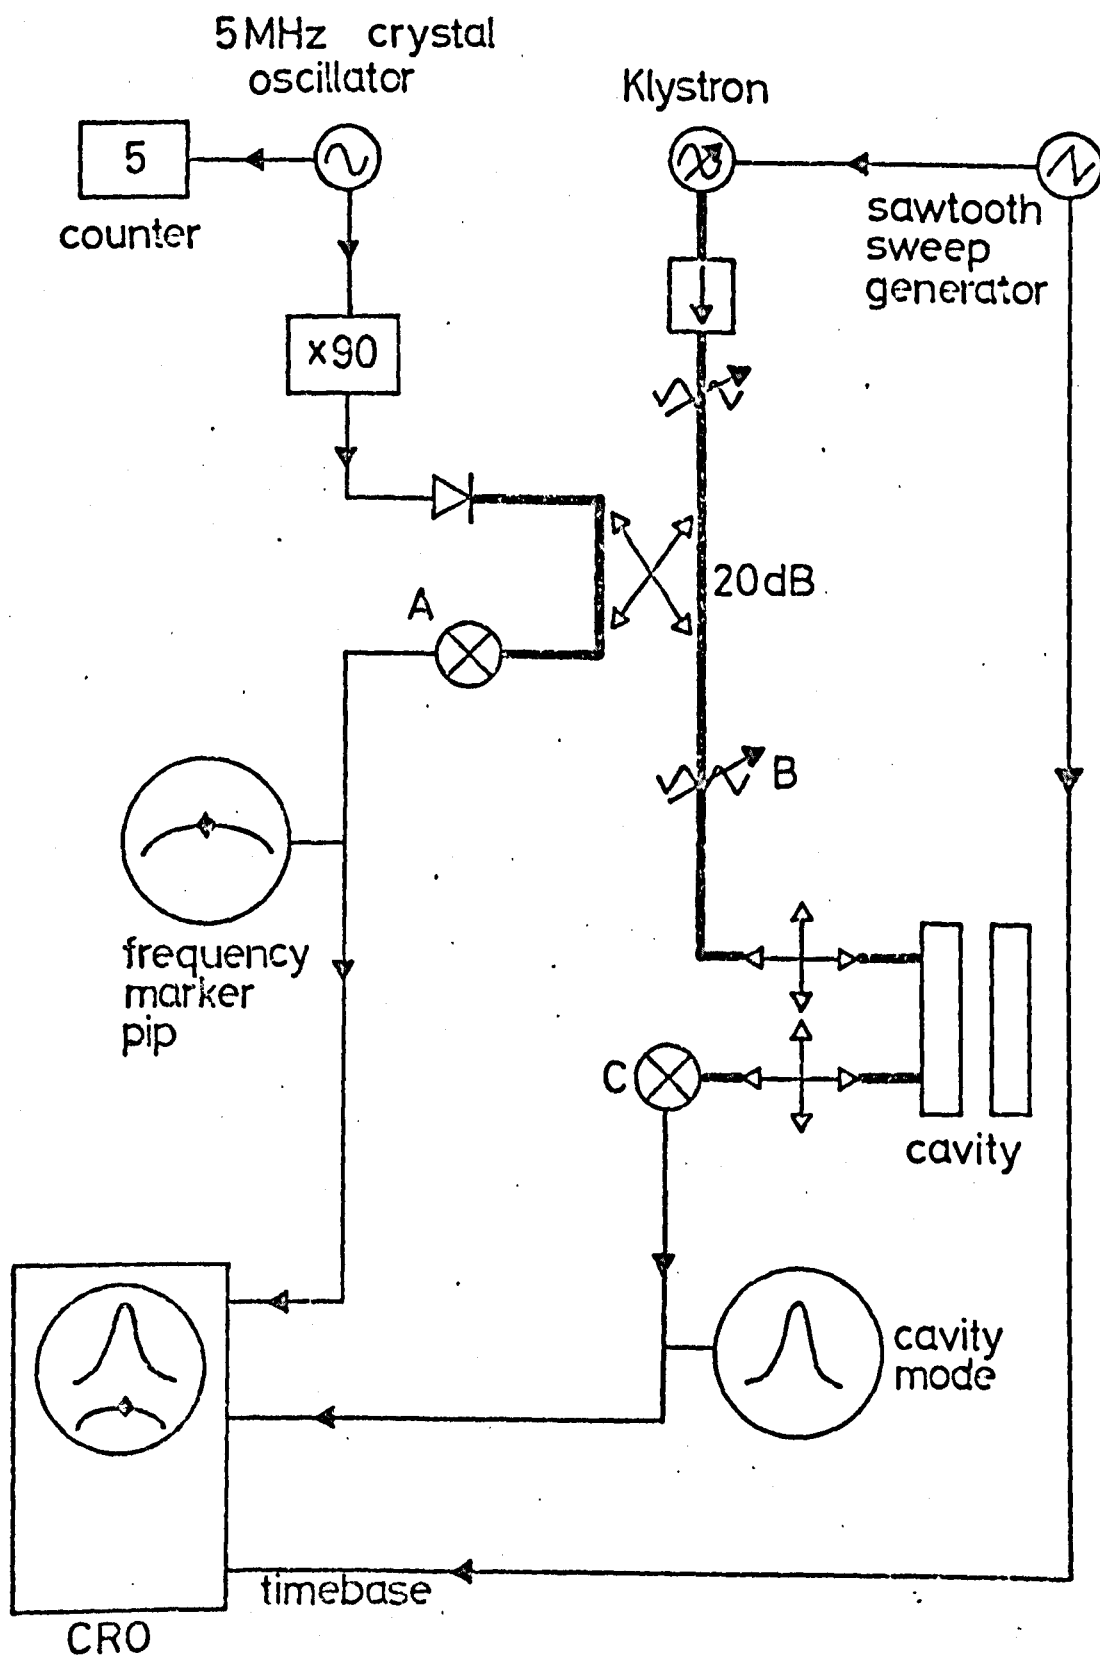 5MHz crystal
oscillator
Klystron
5
counter
sawtooth
sweep
generator
x90
20dB
A
B
frequency
marker
pip
C
cavity
cavity
mode
timebase
CRO